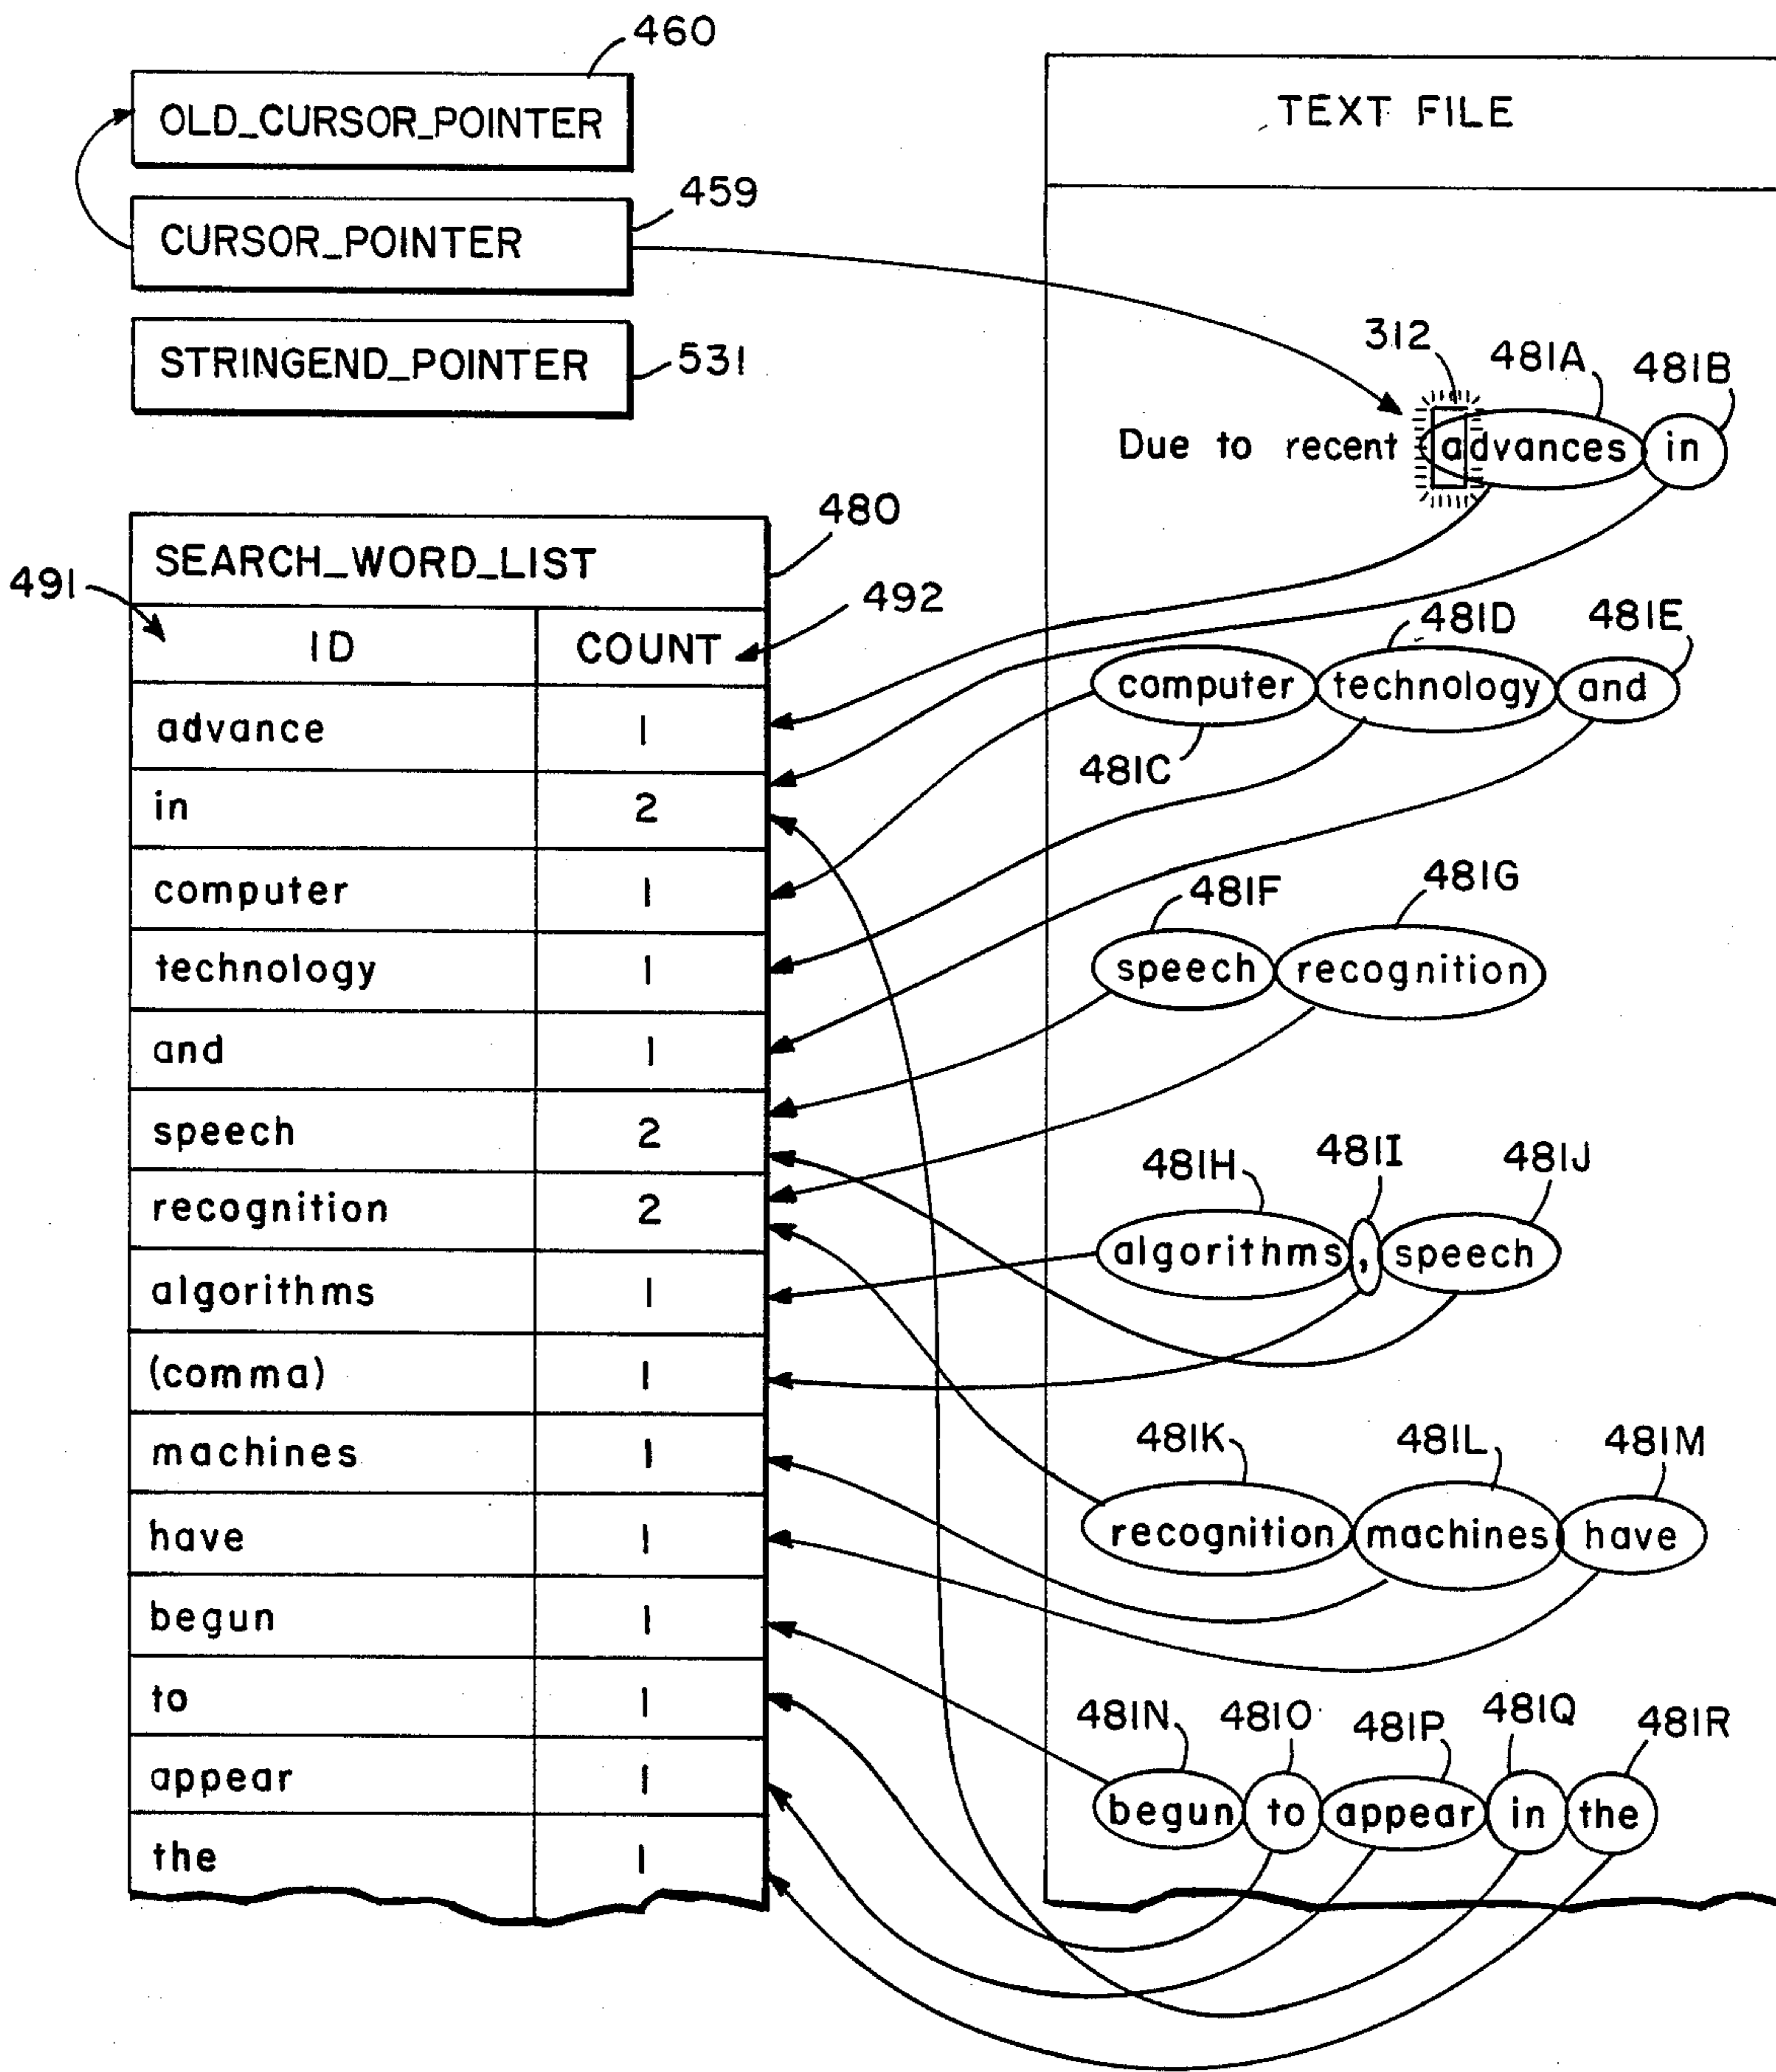 460
OLD_CURSOR_POINTER
459
CURSOR_POINTER
STRINGEND_POINTER
531
480
SEARCH_WORD_LIST
491
492
ID COUNT
advance 1
in 2
computer 1
technology 1
and 1
speech 2
recognition 2
algorithms 1
(comma) 1
machines 1
have 1
begun 1
to 1
appear 1
the 1
TEXT FILE
312 481A 481B
Due to recent advances in
481D 481E
computer technology and
481C
481F 481G
speech recognition
481H 481I 481J
algorithms , speech
481K 481L 481M
recognition machines have
481N 481O 481P 481Q 481R
begun to appear in the